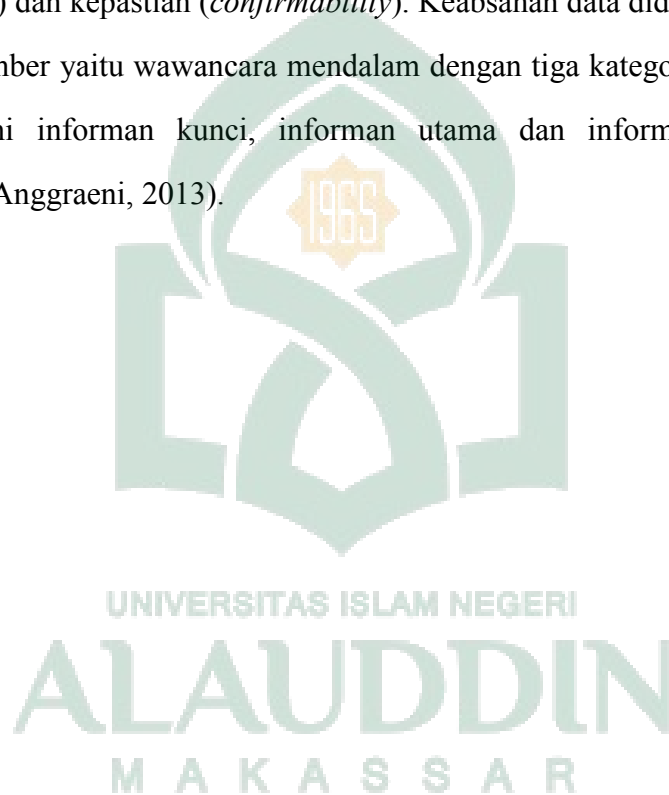 ) dan kepastian (confirmability). Keabsahan data did
mber yaitu wawancara mendalam dengan tiga katego
ni informan kunci, informan utama dan inform
Anggraeni, 2013).
1965
UNIVERSITAS ISLAM NEGERI
ALAUDDIN
MAKASSAR